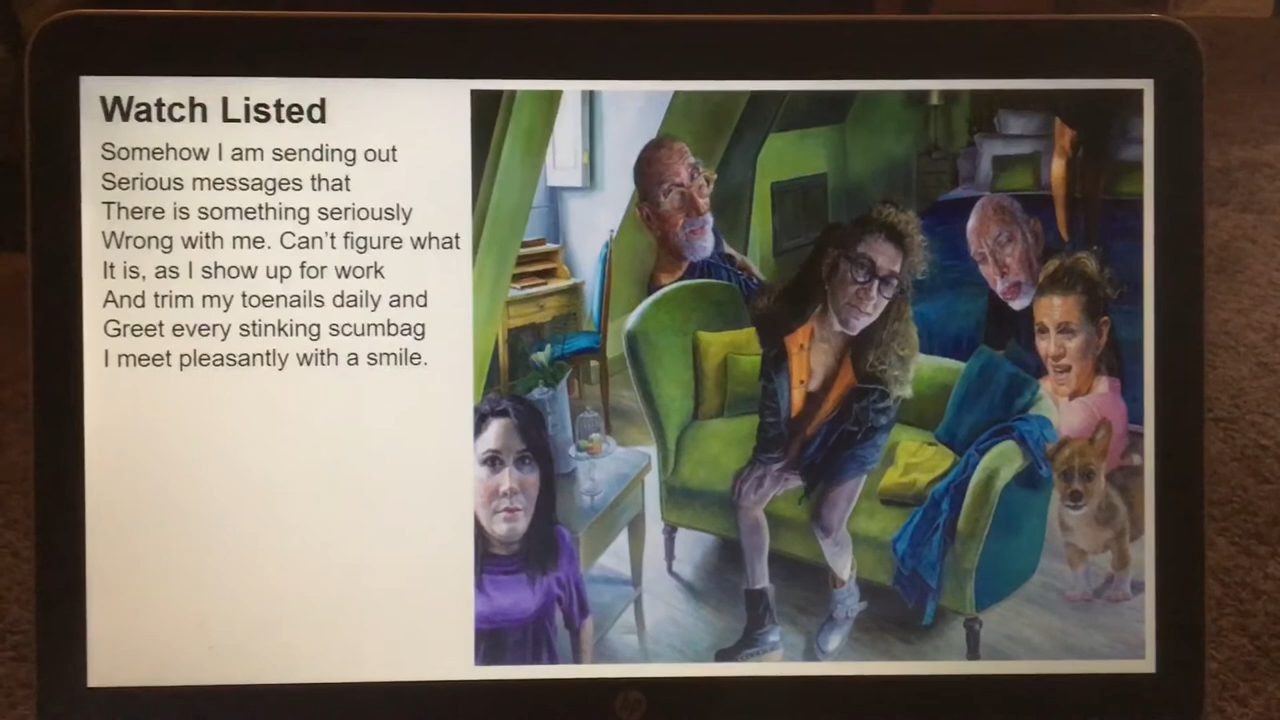 Watch Listed
Somehow I am sending out
Serious messages that
There is something seriously
Wrong with me. Can’t figure what
It is, as I show up for work
And trim my toenails daily and
Greet every stinking scumbag
I meet pleasantly with a smile.
hp